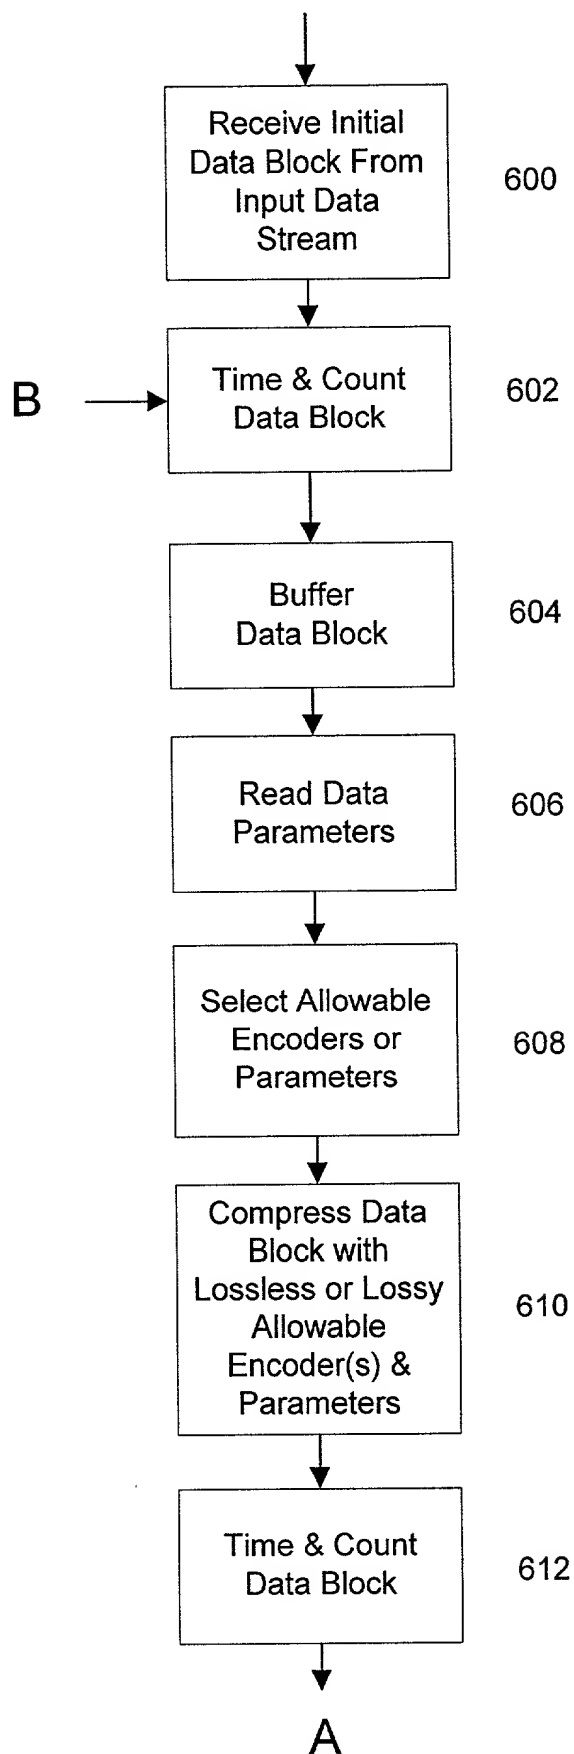 Receive Initial
Data Block From
Input Data
Stream
600
Time & Count
Data Block
602
B
Buffer
Data Block
604
Read Data
Parameters
606
Select Allowable
Encoders or
Parameters
608
Compress Data
Block with
Lossless or Lossy
Allowable
Encoder(s) &
Parameters
610
Time & Count
Data Block
612
A